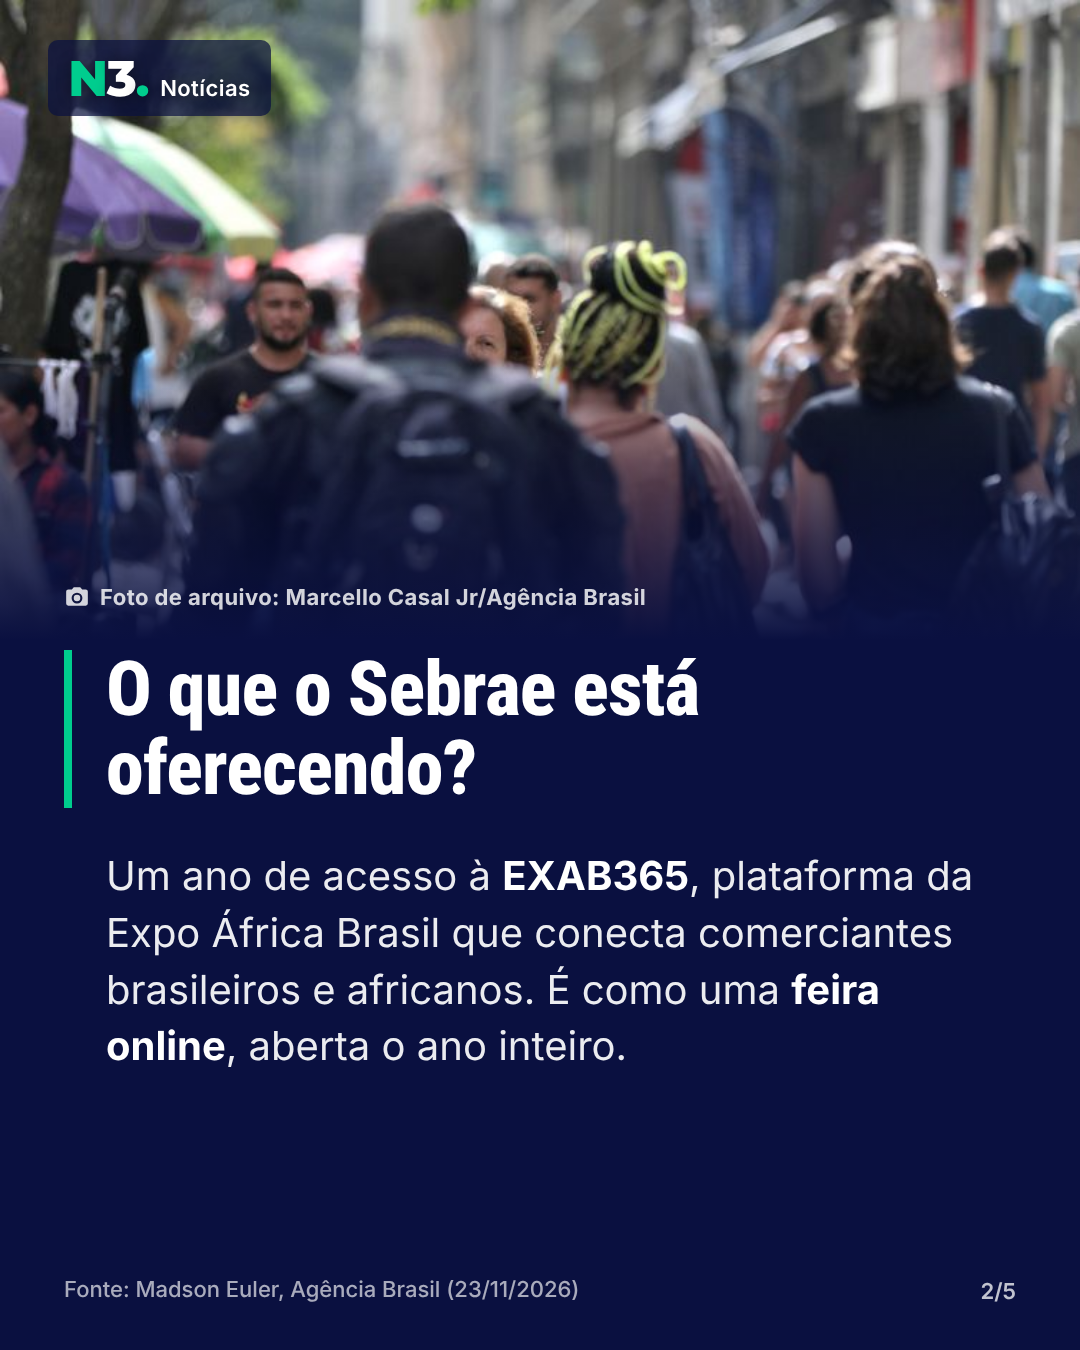 N3. Notícias
Foto de arquivo: Marcello Casal Jr/Agência Brasil
O que o Sebrae está
oferecendo?
Um ano de acesso à EXAB365, plataforma da
Expo África Brasil que conecta comerciantes
brasileiros e africanos. É como uma feira
online, aberta o ano inteiro.
Fonte: Madson Euler, Agência Brasil (23/11/2026)
2/5